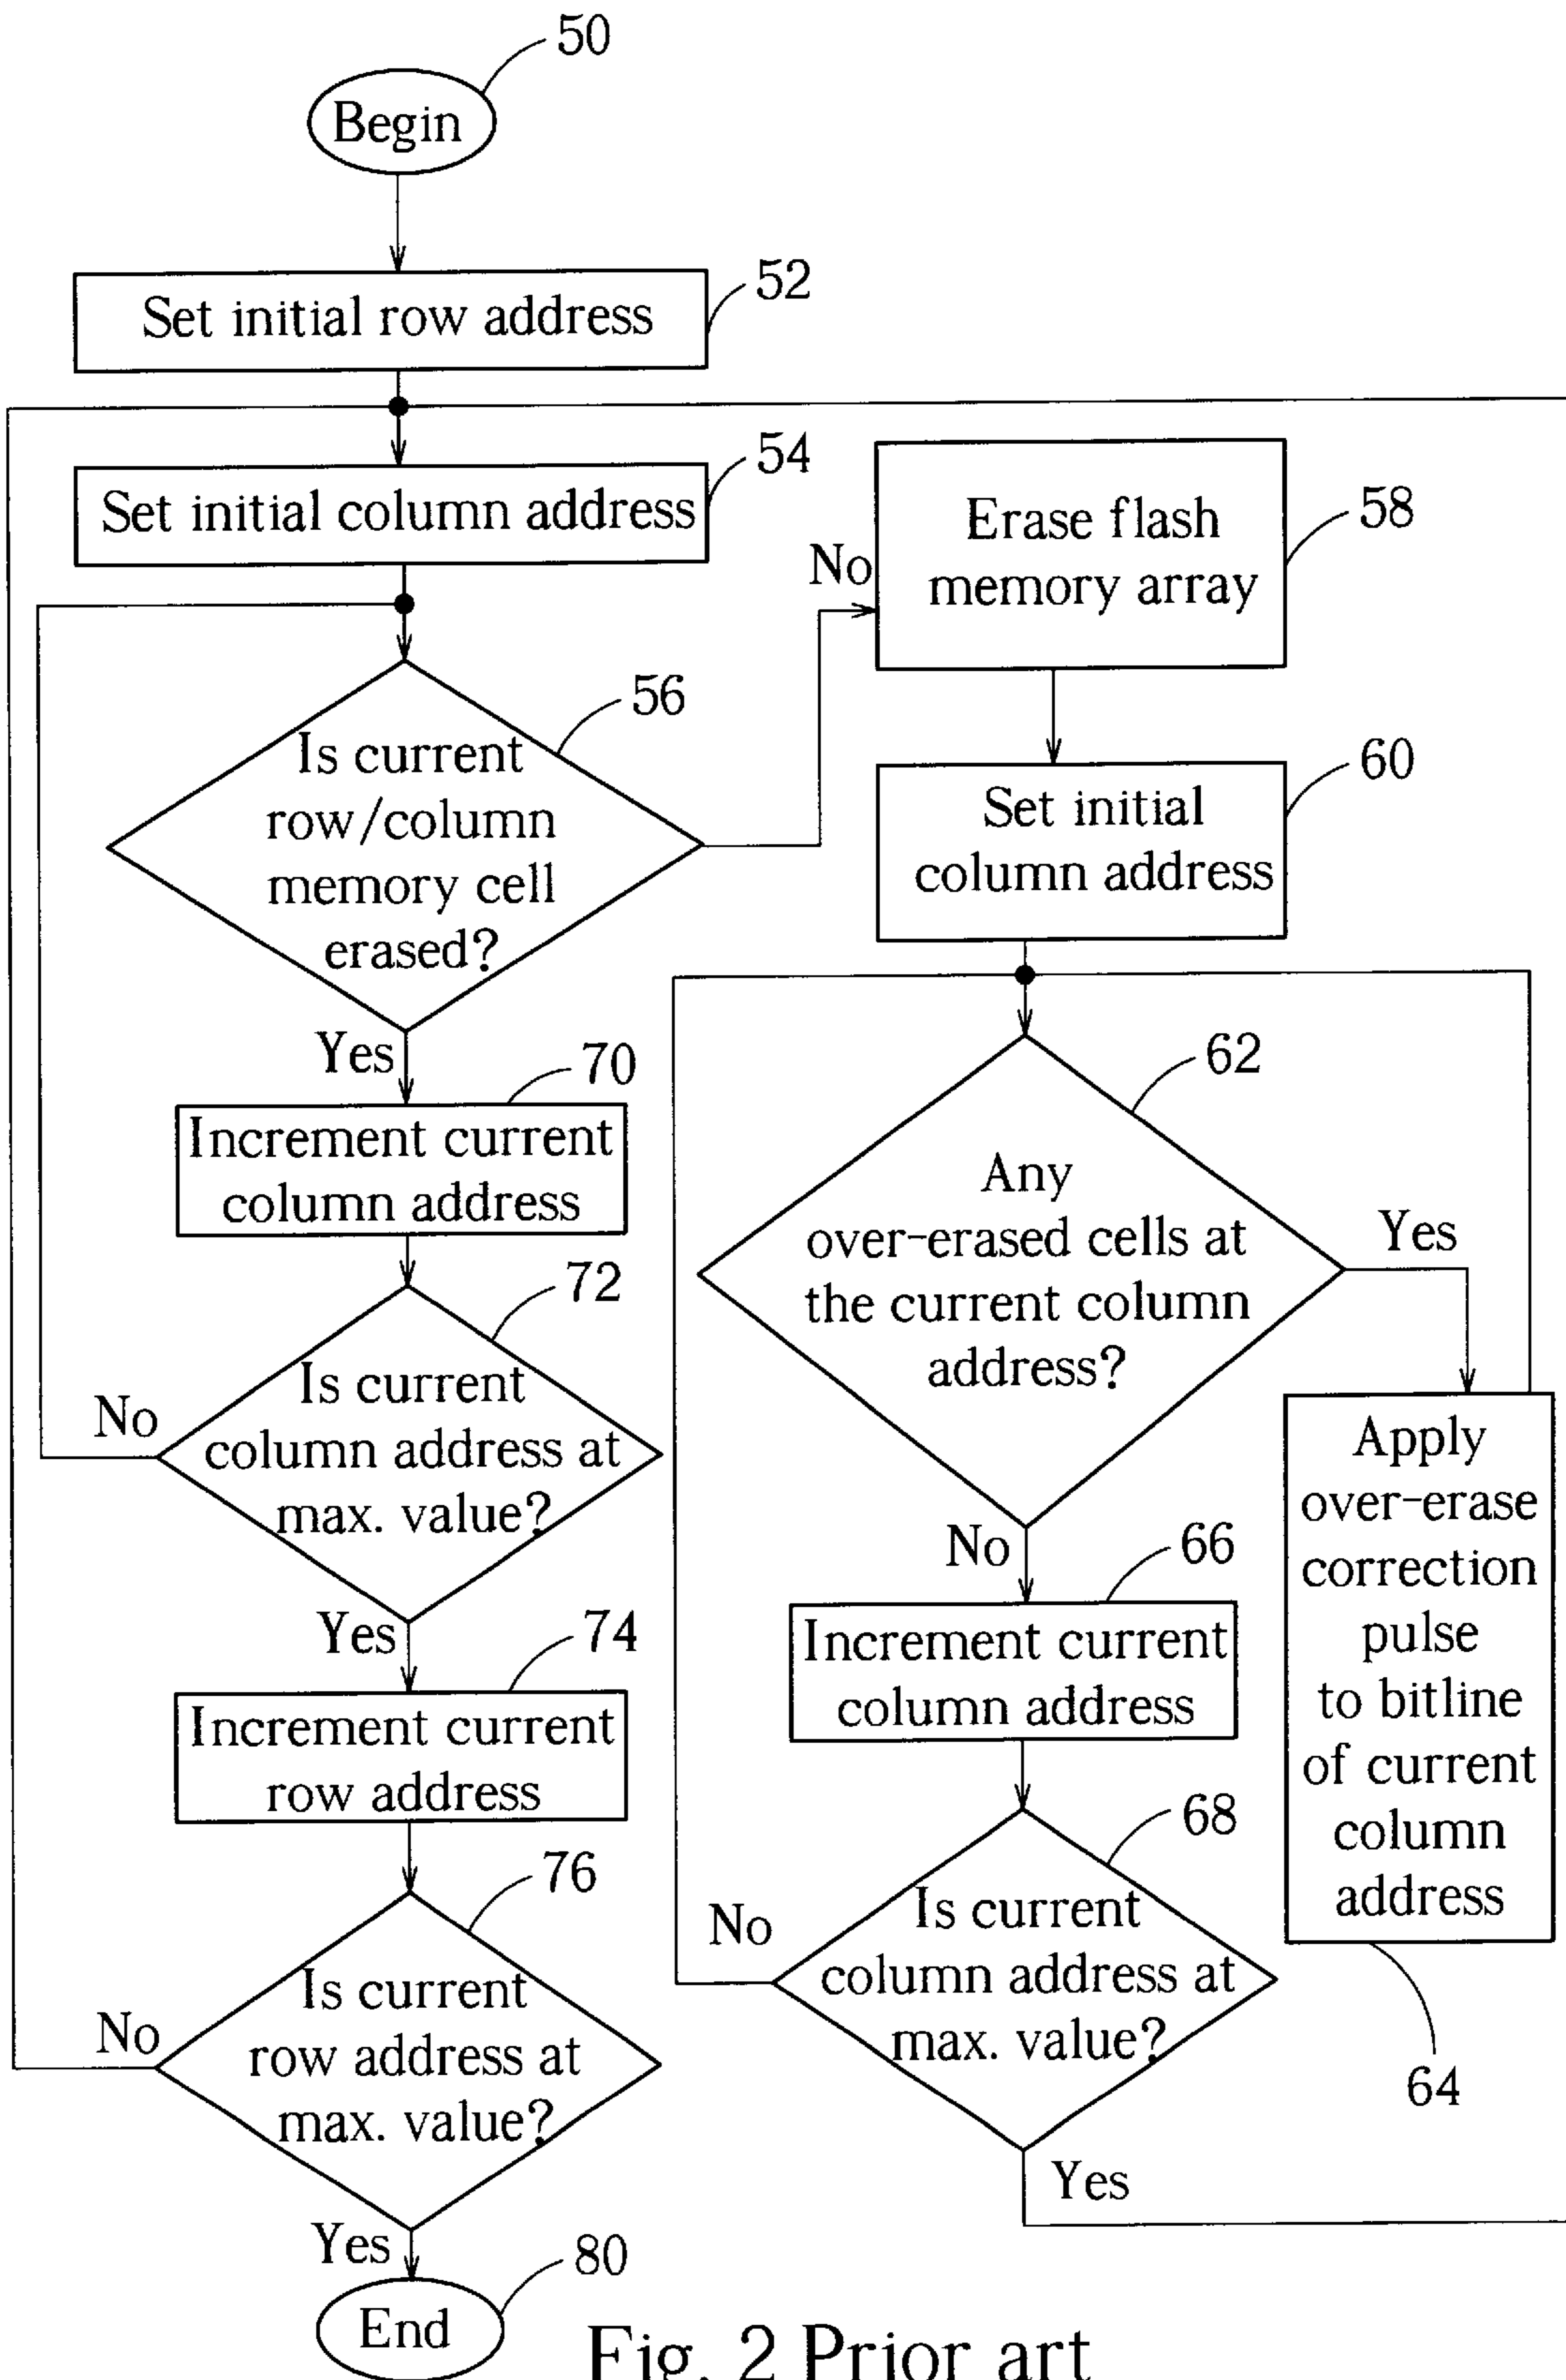 50
Begin
52
Set initial row address
54
Set initial column address
56
Is current
row/column
memory cell
erased?
No
Yes
58
Erase flash
memory array
60
Set initial
column address
62
Any
over-erased cells at
the current column
address?
Yes
No
Apply
over-erase
correction
pulse
to bitline
of current
column
address
64
66
Increment current
column address
68
Is current
column address at
max. value?
No
Yes
70
Increment current
column address
72
Is current
column address at
max. value?
No
Yes
74
Increment current
row address
76
Is current
row address at
max. value?
No
Yes
80
End
Fig. 2 Prior art